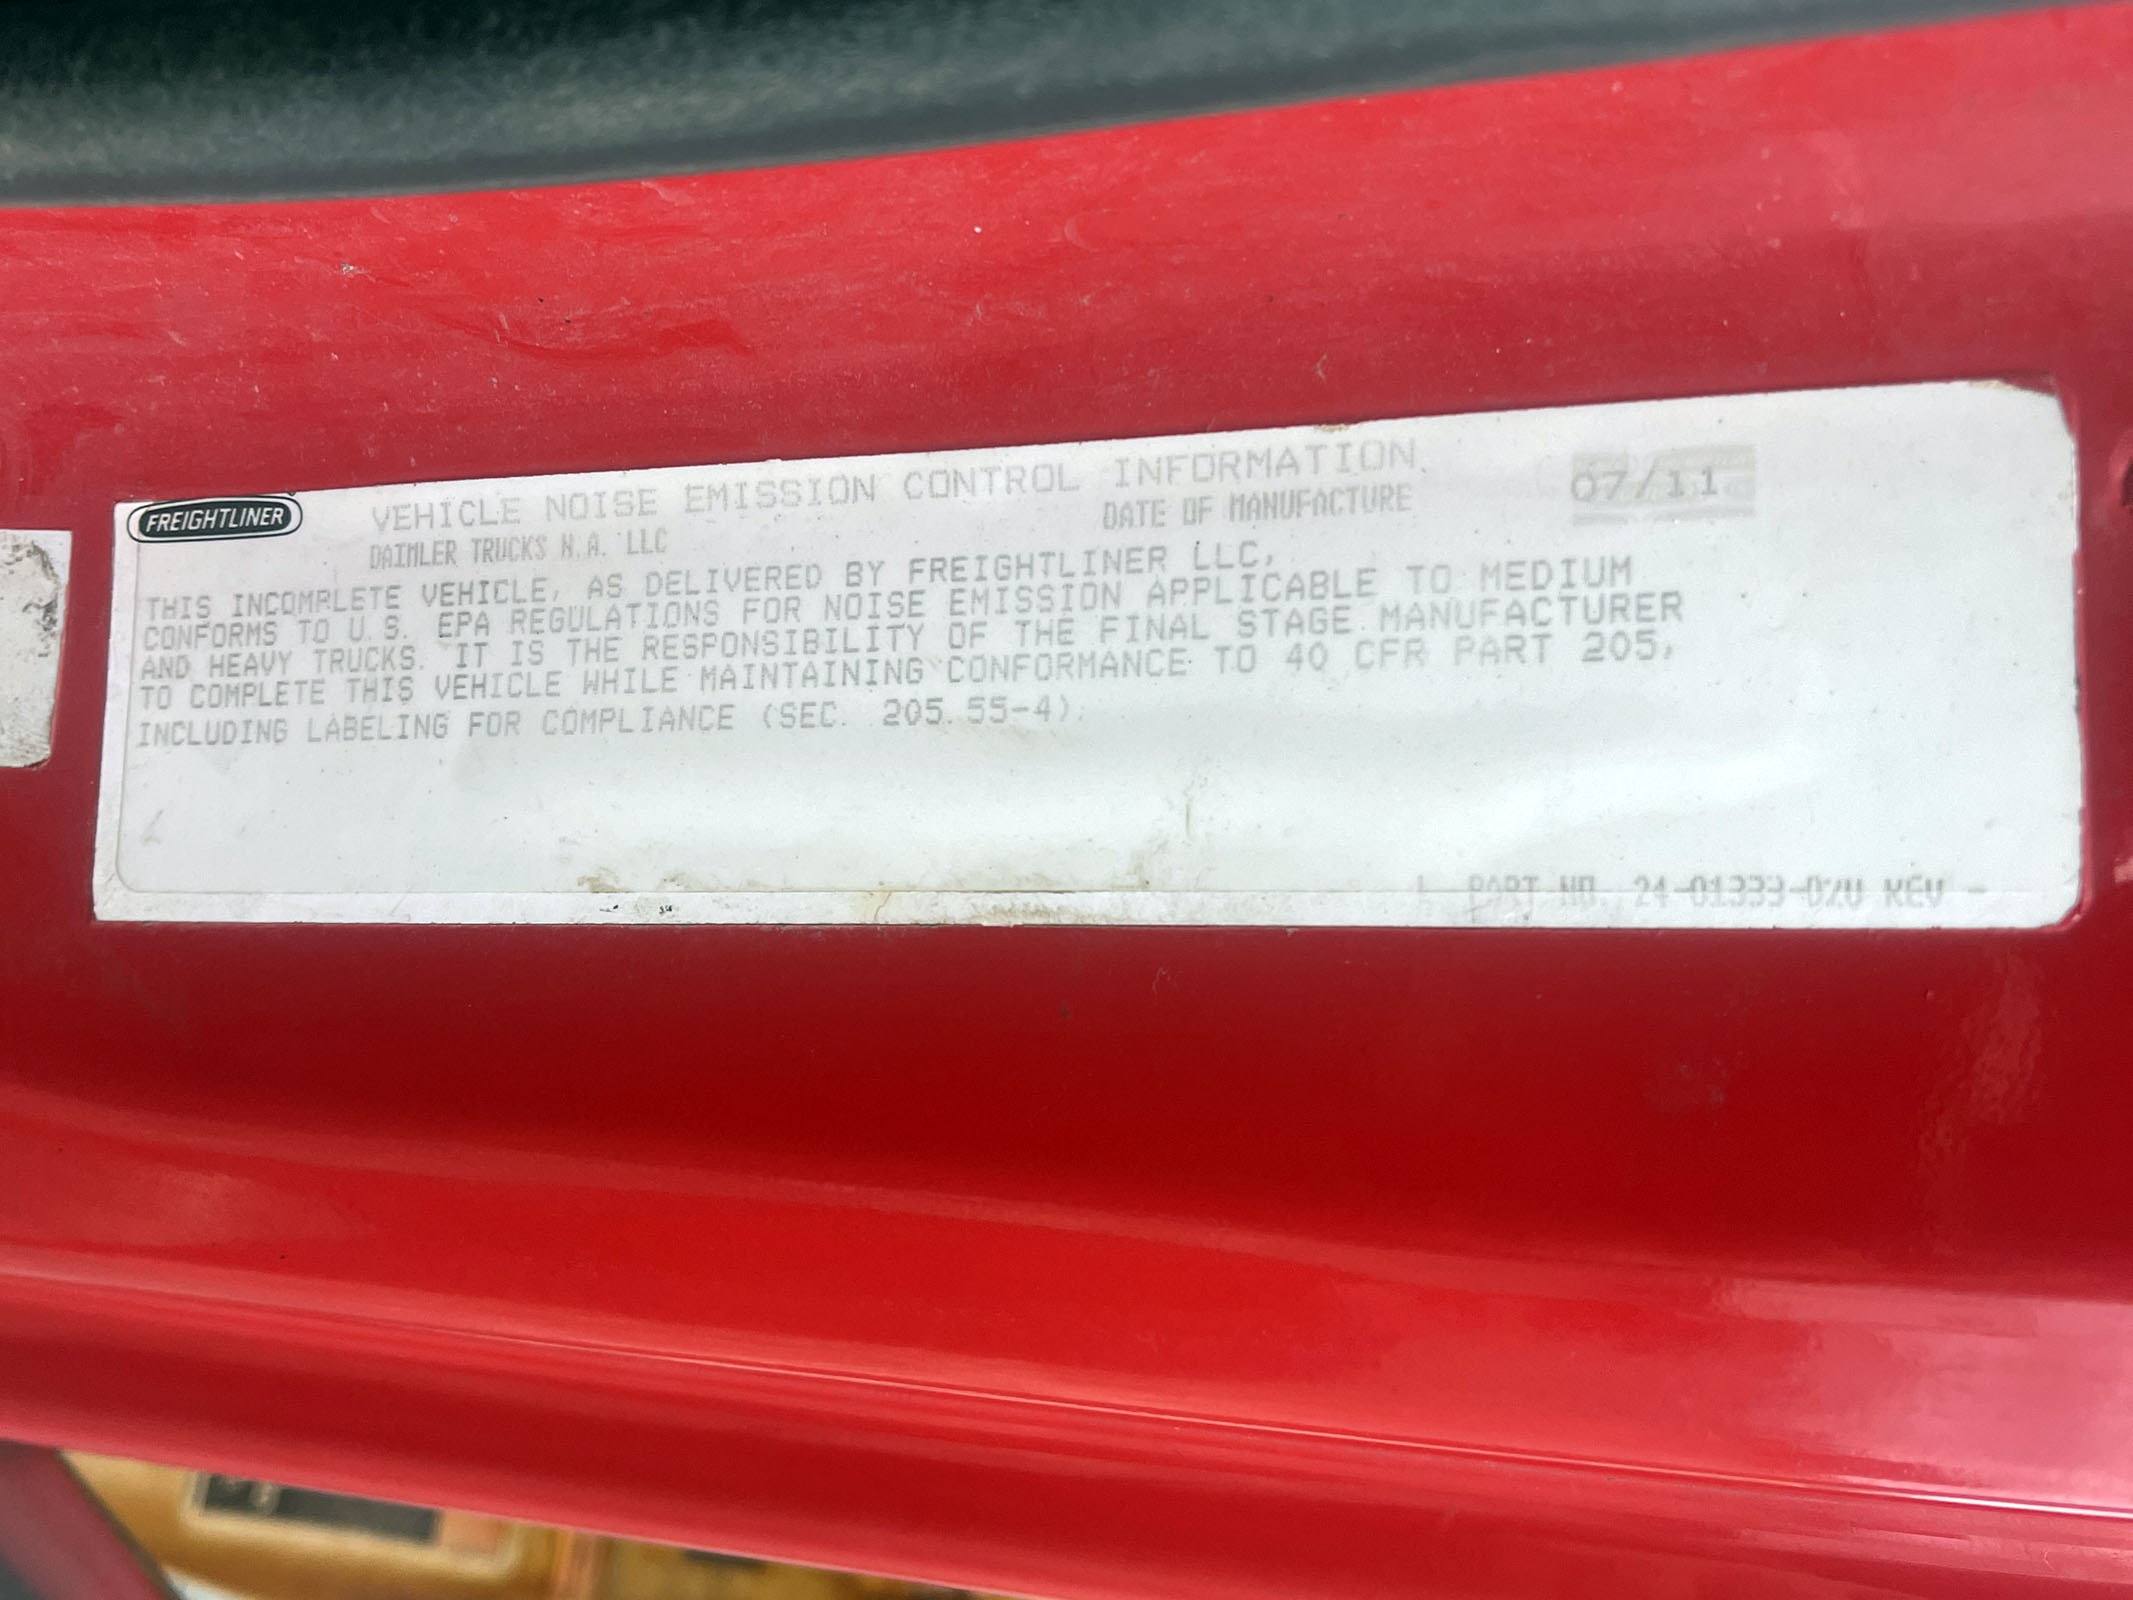 FREIGHTLINER
VEHICLE NOISE EMISSION CONTROL INFORMATION
DAIMLER TRUCKS N.A. LLC
DATE OF MANUFACTURE 07/11
THIS INCOMPLETE VEHICLE, AS DELIVERED BY FREIGHTLINER LLC,
CONFORMS TO U.S. EPA REGULATIONS FOR NOISE EMISSION APPLICABLE TO MEDIUM
AND HEAVY TRUCKS. IT IS THE RESPONSIBILITY OF THE FINAL STAGE MANUFACTURER
TO COMPLETE THIS VEHICLE WHILE MAINTAINING CONFORMANCE TO 40 CFR PART 205,
INCLUDING LABELING FOR COMPLIANCE (SEC. 205.55-4).
PART NO. REV -